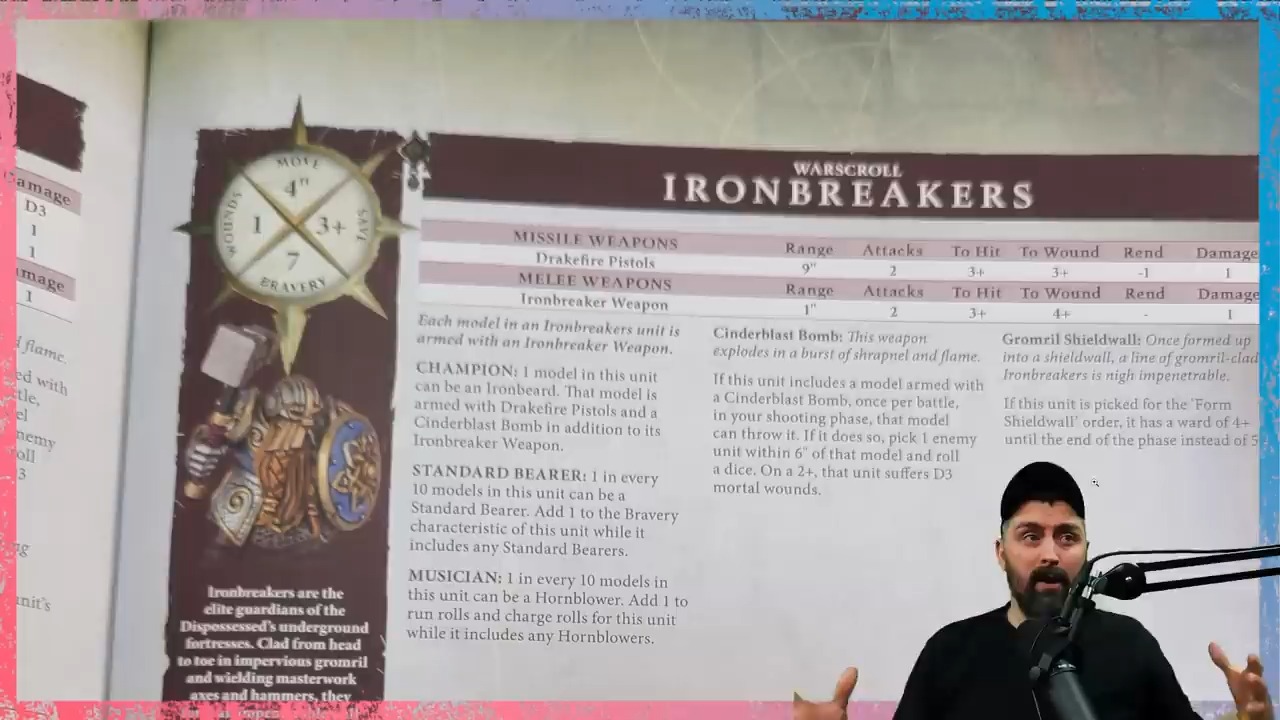 amage
D3
1
1
mage
1
flame.
ed with
tle,
el
nemy
oll
3
ng
unit's
MOVE
4"
WOUNDS
1
3+
SAVE
7
BRAVERY
Ironbreakers are the
elite guardians of the
Dispossessed's underground
fortresses. Clad from head
to toe in impervious gromril
and wielding masterwork
axes and hammers, they
WARSCROLL
IRONBREAKERS
MISSILE WEAPONS Range Attacks To Hit To Wound Rend Damage
Drakefire Pistols 9" 2 3+ 3+ -1 1
MELEE WEAPONS Range Attacks To Hit To Wound Rend Damage
Ironbreaker Weapon 1" 2 3+ 4+ - 1
Each model in an Ironbreakers unit is
armed with an Ironbreaker Weapon.
CHAMPION: 1 model in this unit
can be an Ironbeard. That model is
armed with Drakefire Pistols and a
Cinderblast Bomb in addition to its
Ironbreaker Weapon.
STANDARD BEARER: 1 in every
10 models in this unit can be a
Standard Bearer. Add 1 to the Bravery
characteristic of this unit while it
includes any Standard Bearers.
MUSICIAN: 1 in every 10 models in
this unit can be a Hornblower. Add 1 to
run rolls and charge rolls for this unit
while it includes any Hornblowers.
Cinderblast Bomb: This weapon
explodes in a burst of shrapnel and flame.
If this unit includes a model armed with
a Cinderblast Bomb, once per battle,
in your shooting phase, that model
can throw it. If it does so, pick 1 enemy
unit within 6" of that model and roll
a dice. On a 2+, that unit suffers D3
mortal wounds.
Gromril Shieldwall: Once formed up
into a shieldwall, a line of gromril-clad
Ironbreakers is nigh impenetrable.
If this unit is picked for the 'Form
Shieldwall' order, it has a ward of 4+
until the end of the phase instead of 5